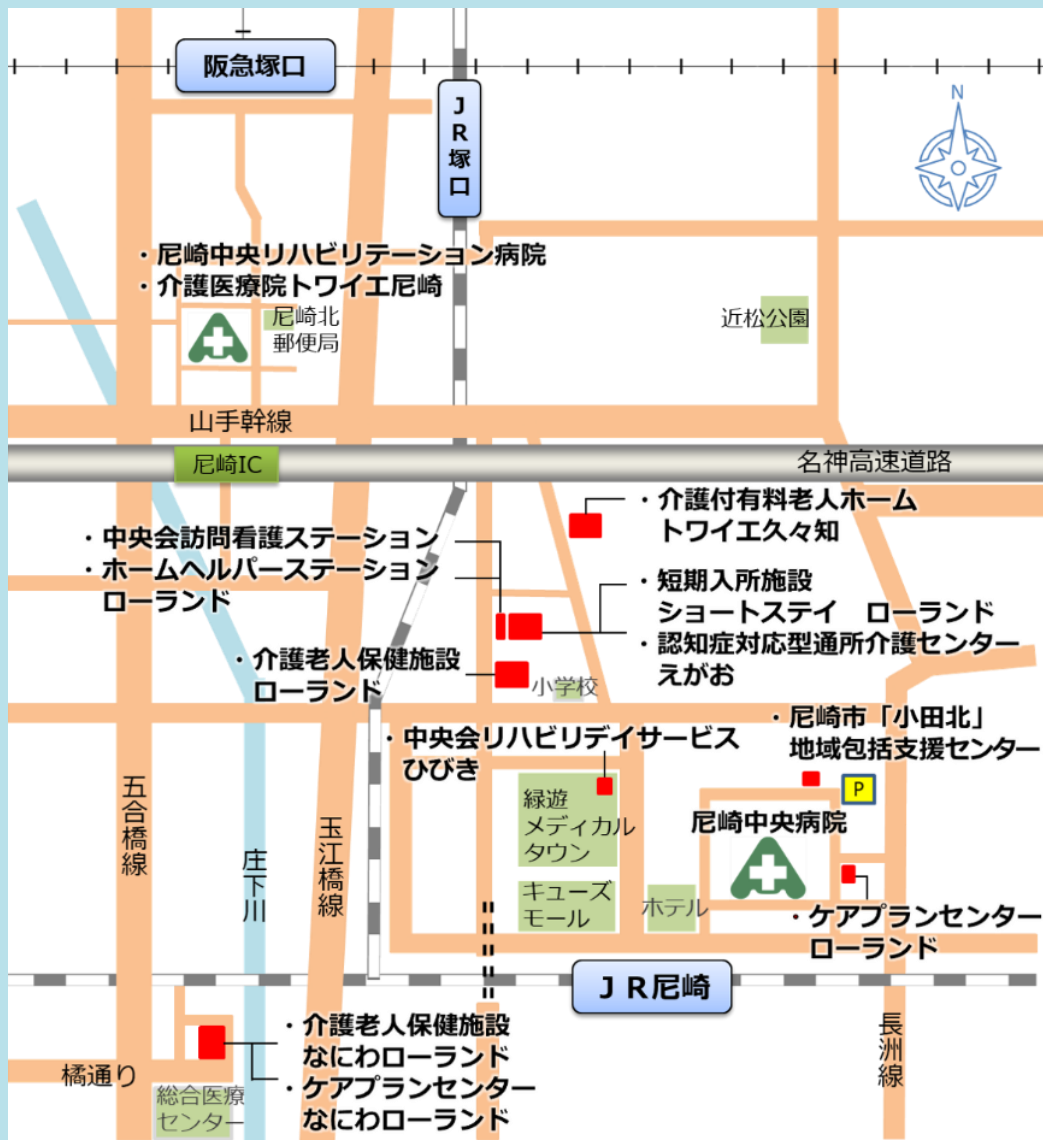 阪急塚口
JR塚口
N
・尼崎中央リハビリテーション病院
・介護医療院トワイエ尼崎
尼崎北
郵便局
近松公園
山手幹線
尼崎IC
名神高速道路
・介護付有料老人ホーム
トワイエ久々知
・中央会訪問看護ステーション
・ホームヘルパーステーション
ローランド
・短期入所施設
ショートステイ　ローランド
・認知症対応型通所介護センター
えがお
・介護老人保健施設
ローランド
小学校
・尼崎市「小田北」
地域包括支援センター
・中央会リハビリデイサービス
ひびき
P
緑遊
メディカル
タウン
尼崎中央病院
五合橋線
玉江橋線
庄下川
キューズ
モール
ホテル
・ケアプランセンター
ローランド
JR尼崎
・介護老人保健施設
なにわローランド
・ケアプランセンター
なにわローランド
長洲線
橘通り
総合医療
センター